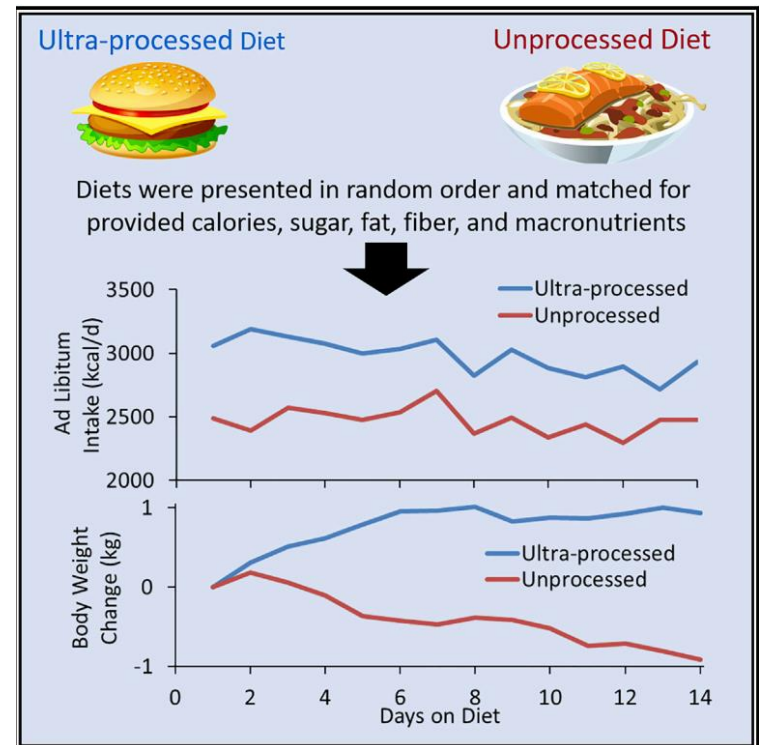 Ultra-processed Diet
Unprocessed Diet
Diets were presented in random order and matched for
provided calories, sugar, fat, fiber, and macronutrients
Ad Libitum
Intake (kcal/d)
3500
3000
2500
2000
Ultra-processed
Unprocessed
Body Weight
Change (kg)
1
0
-1
Ultra-processed
Unprocessed
0 2 4 6 8 10 12 14
Days on Diet